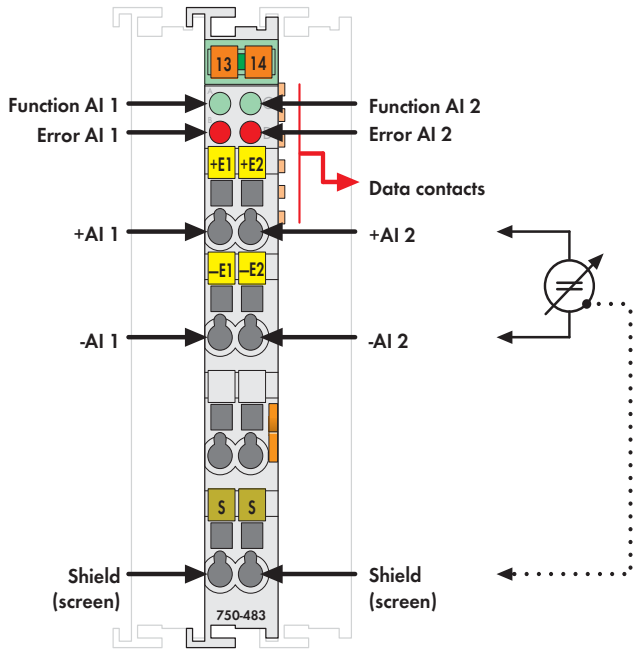 13 14
Function AI 1
Function AI 2
Error AI 1
Error AI 2
+E1 +E2
Data contacts
+AI 1
+AI 2
—E1 —E2
-AI 1
-AI 2
S S
Shield
(screen)
Shield
(screen)
750-483